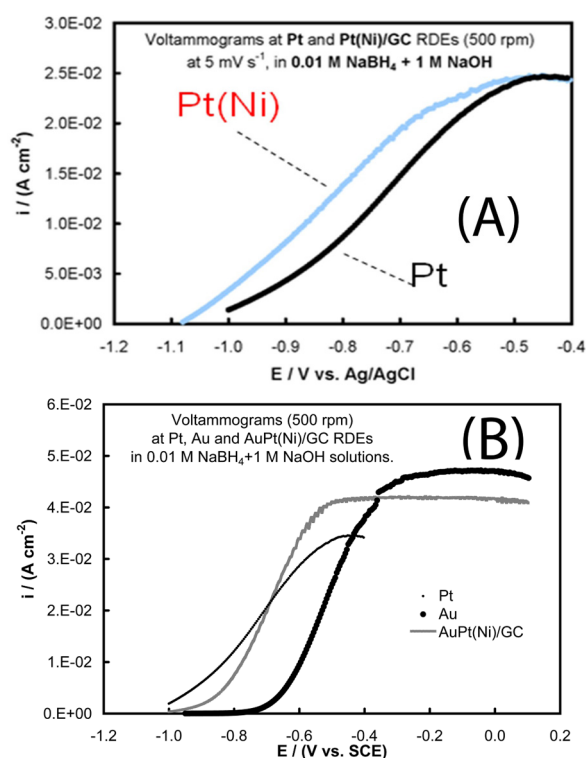 3.0E-02
Voltammograms at Pt and Pt(Ni)/GC RDEs (500 rpm)
at 5 mV s⁻¹, in 0.01 M NaBH₄ + 1 M NaOH
2.5E-02
Pt(Ni)
2.0E-02
1.5E-02
(A)
1.0E-02
Pt
5.0E-03
0.0E+00
i / (A cm⁻²)
-1.2 -1.1 -1.0 -0.9 -0.8 -0.7 -0.6 -0.5 -0.4
E / V vs. Ag/AgCl
6.E-02
Voltammograms (500 rpm)
at Pt, Au and AuPt(Ni)/GC RDEs
in 0.01 M NaBH₄+1 M NaOH solutions.
(B)
5.E-02
4.E-02
3.E-02
2.E-02
1.E-02
0.E+00
i / (A cm⁻²)
Pt
Au
AuPt(Ni)/GC
-1.2 -1.0 -0.8 -0.6 -0.4 -0.2 0.0 0.2
E / (V vs. SCE)